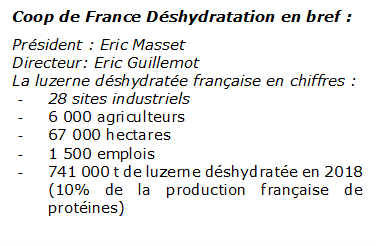 Coop de France Déshydratation en bref :
Président : Eric Masset
Directeur: Eric Guillemot
La luzerne déshydratée française en chiffres :
- 28 sites industriels
- 6 000 agriculteurs
- 67 000 hectares
- 1 500 emplois
- 741 000 t de luzerne déshydratée en 2018
(10% de la production française de
protéines)